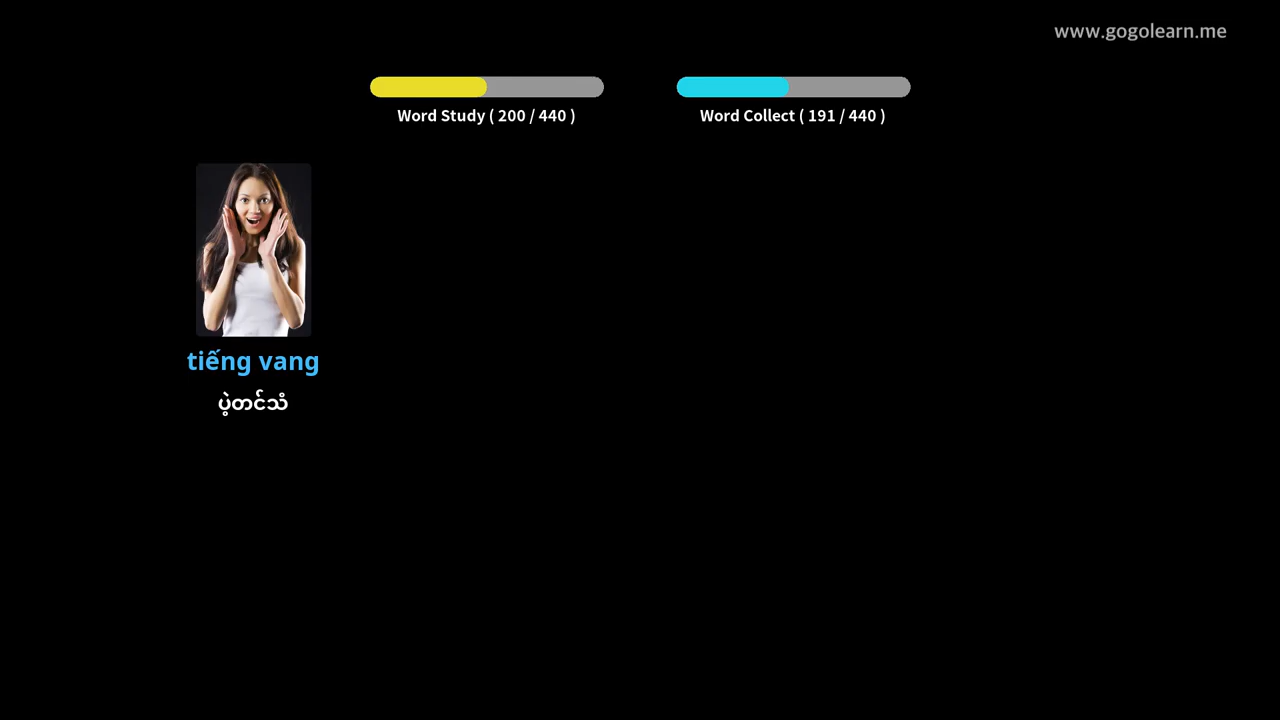 www.gogolearn.me
Word Study ( 200 / 440 )
Word Collect ( 191 / 440 )
tiếng vang
ပဲ့တင်သံ